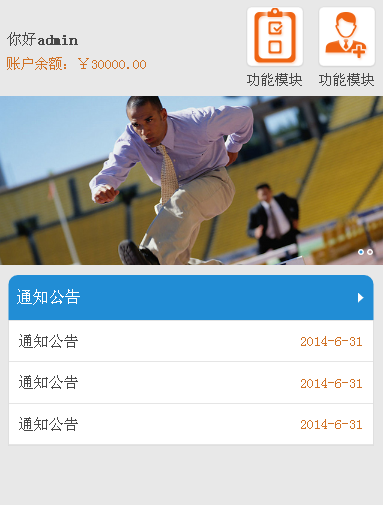 你好admin
账户余额：￥30000.00
功能模块 功能模块
通知公告
通知公告 2014-6-31
通知公告 2014-6-31
通知公告 2014-6-31